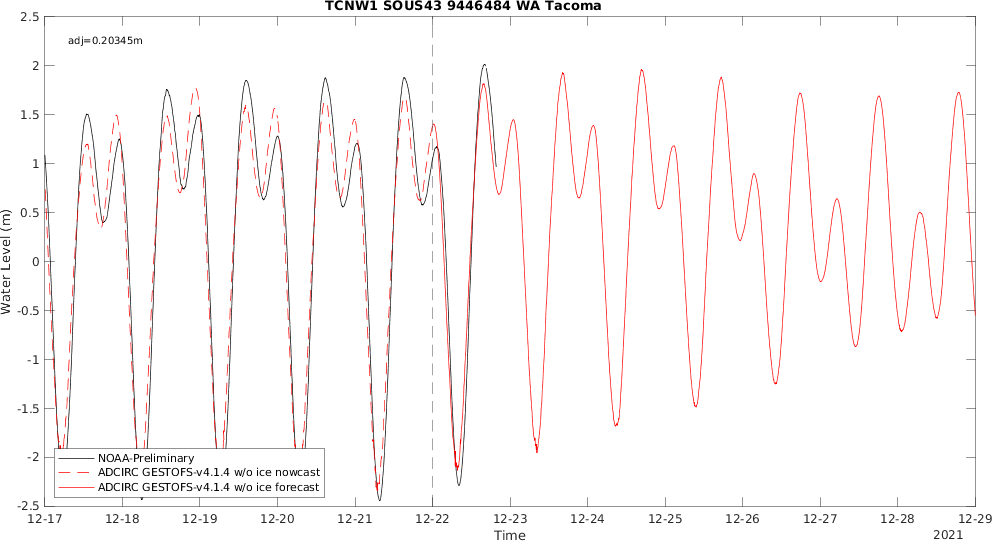 TCNW1 SOUS43 9446484 WA Tacoma
2.5
adj=0.20345m
2
1.5
1
0.5
0
-0.5
-1
-1.5
-2
-2.5
Water Level (m)
NOAA-Preliminary
ADCIRC GESTOFS-v4.1.4 w/o ice nowcast
ADCIRC GESTOFS-v4.1.4 w/o ice forecast
12-17 12-18 12-19 12-20 12-21 12-22 12-23 12-24 12-25 12-26 12-27 12-28 12-29
Time
2021